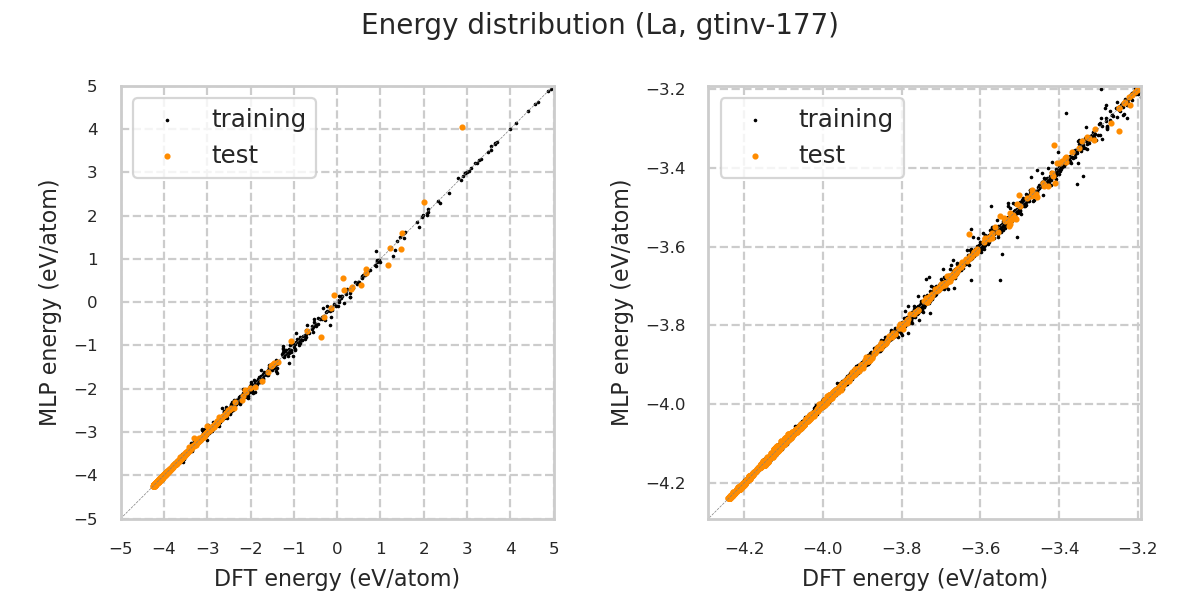 Energy distribution (La, gtinv-177)
MLP energy (eV/atom)
5
4
3
2
1
0
−1
−2
−3
−4
−5
training
test
−5 −4 −3 −2 −1 0 1 2 3 4 5
DFT energy (eV/atom)
MLP energy (eV/atom)
−3.2
−3.4
−3.6
−3.8
−4.0
−4.2
training
test
−4.2 −4.0 −3.8 −3.6 −3.4 −3.2
DFT energy (eV/atom)